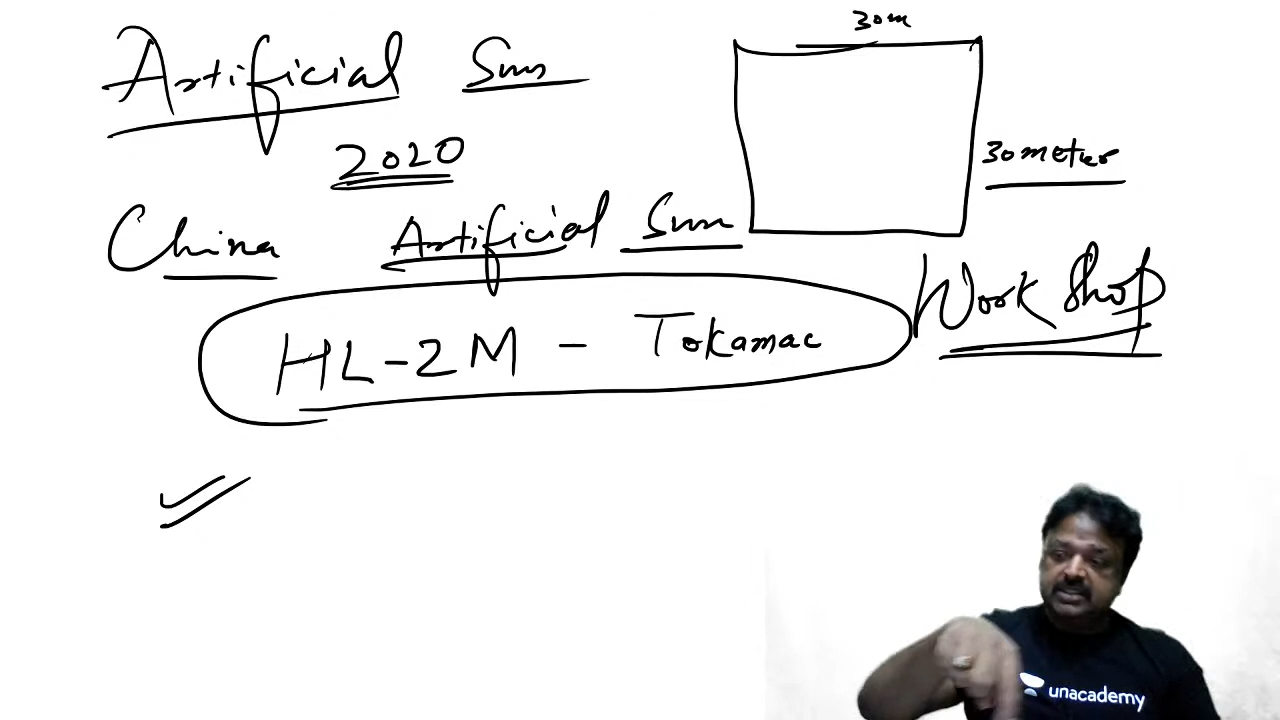 Artificial Sun
2020
China Artificial Sun
HL-2M - Tokamac
30m
30meter
Work Shop
unacademy